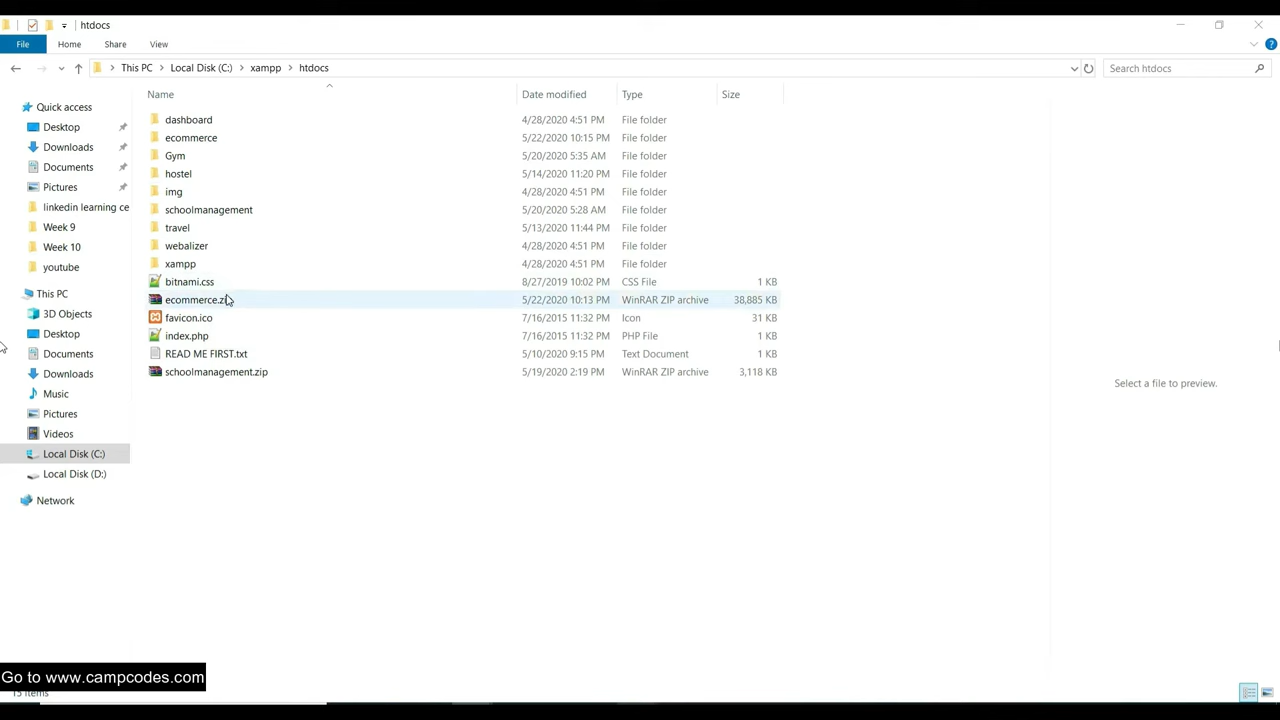 htdocs
File Home Share View
This PC Local Disk (C:) xampp htdocs Search htdocs
Name Date modified Type Size
Quick access
Desktop
Downloads
Documents
Pictures
linkedin learning ce
Week 9
Week 10
youtube
This PC
3D Objects
Desktop
Documents
Downloads
Music
Pictures
Videos
Local Disk (C:)
Local Disk (D:)
Network
dashboard 4/28/2020 4:51 PM File folder
ecommerce 5/22/2020 10:15 PM File folder
Gym 5/20/2020 5:35 AM File folder
hostel 5/14/2020 11:20 PM File folder
img 4/28/2020 4:51 PM File folder
schoolmanagement 5/20/2020 5:28 AM File folder
travel 5/13/2020 11:44 PM File folder
webalizer 4/28/2020 4:51 PM File folder
xampp 4/28/2020 4:51 PM File folder
bitnami.css 8/27/2019 10:02 PM CSS File 1 KB
ecommerce.zip 5/22/2020 10:13 PM WinRAR ZIP archive 38,885 KB
favicon.ico 7/16/2015 11:32 PM Icon 31 KB
index.php 7/16/2015 11:32 PM PHP File 1 KB
READ ME FIRST.txt 5/10/2020 9:15 PM Text Document 1 KB
schoolmanagement.zip 5/19/2020 2:19 PM WinRAR ZIP archive 3,118 KB
Select a file to preview.
Go to www.campcodes.com
15 items